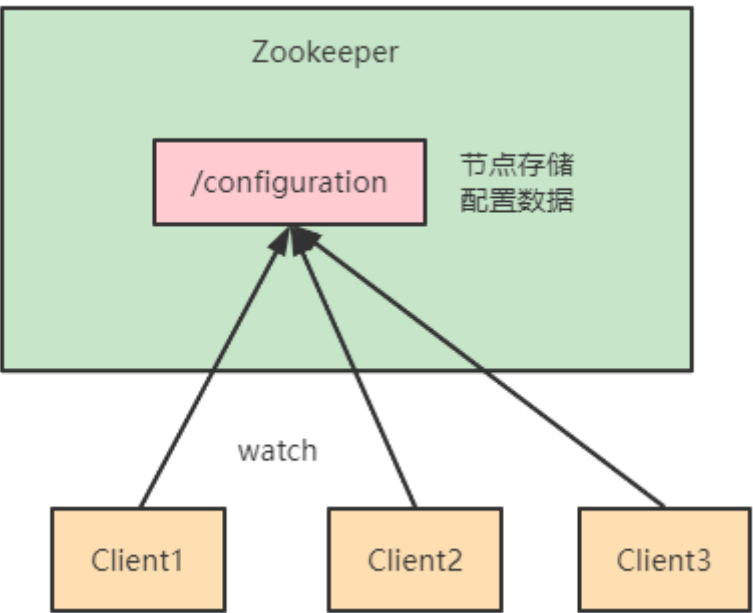 Zookeeper
/configuration
节点存储
配置数据
watch
Client1
Client2
Client3